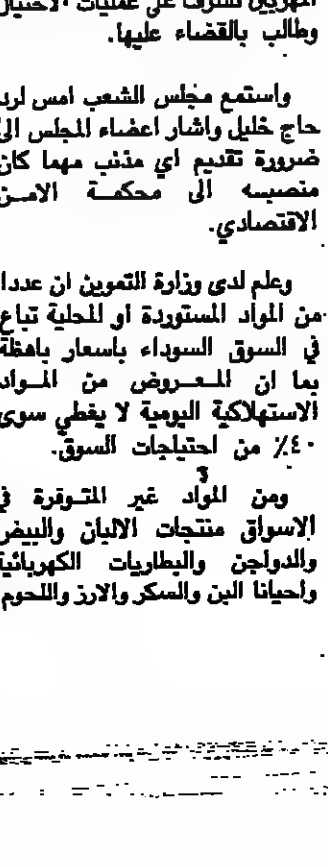 المهربين تشرف على عمليات الاحتيال
وطالب بالقضاء عليها.
واستمع مجلس الشعب امس لرد
حاج خليل واشار اعضاء المجلس الى
ضرورة تقديم اي مذنب مهما كان
منصبه الى محكمة الامن
الاقتصادي.
وعلم لدى وزارة التموين ان عددا
من المواد المستوردة او المحلية تباع
في السوق السوداء باسعار باهظة
بما ان المعروض من المواد
الاستهلاكية اليومية لا يغطي سوى
٤٠٪ من احتياجات السوق.
ومن المواد غير المتوفرة في
الاسواق منتجات الالبان والبيض
والدولجن والبطاريات الكهربائية
واحيانا البن والسكر والارز واللحوم